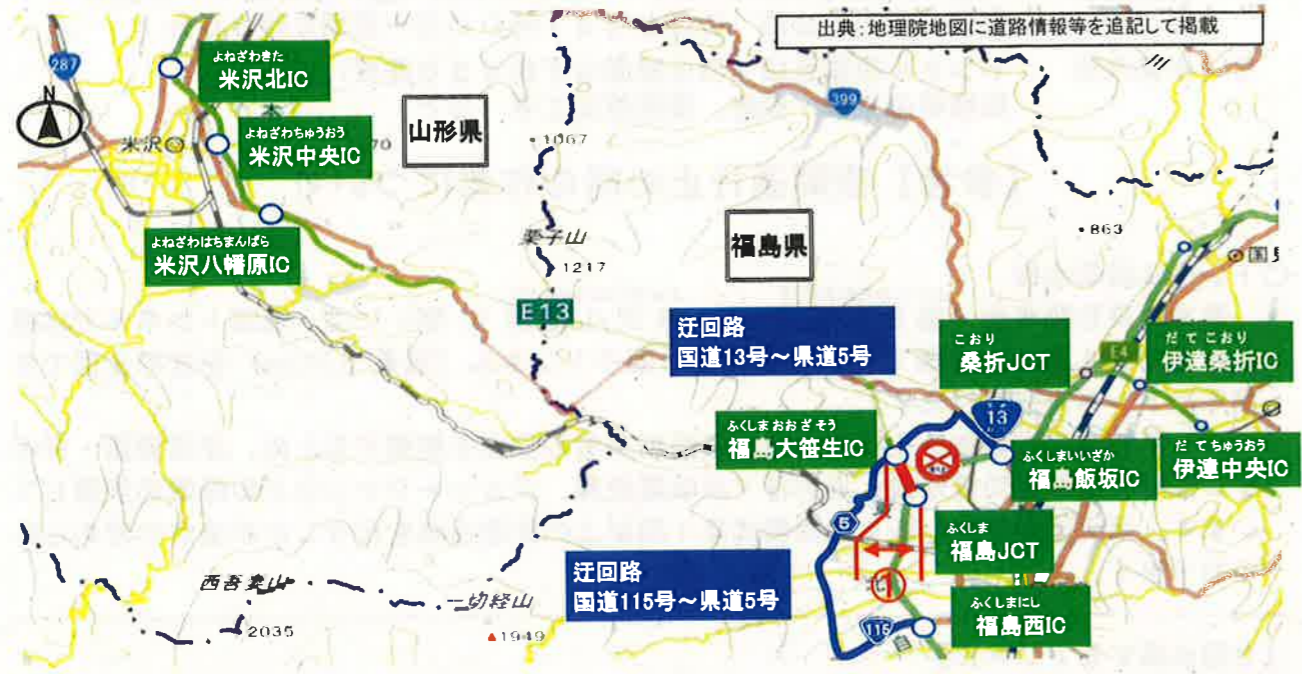 出典:地理院地図に道路情報等を追記して掲載
287
よねざわきた
米沢北IC
N
399
山形県
よねざわちゅうおう
米沢中央IC
米沢
70
1067
福島県
863
よねざわはちまんぱら
米沢八幡原IC
栗子山
1217
E13
迂回路
国道13号~県道5号
こおり
桑折JCT
E4
だてこおり
伊達桑折IC
13
ふくしまおおざそう
福島大笹生IC
ふくしまいいざか
福島飯坂IC
だてちゅうおう
伊達中央IC
5
ふくしま
福島JCT
迂回路
国道115号~県道5号
西吾妻山
一切経山
2035
1949
115
ふくしまにし
福島西IC